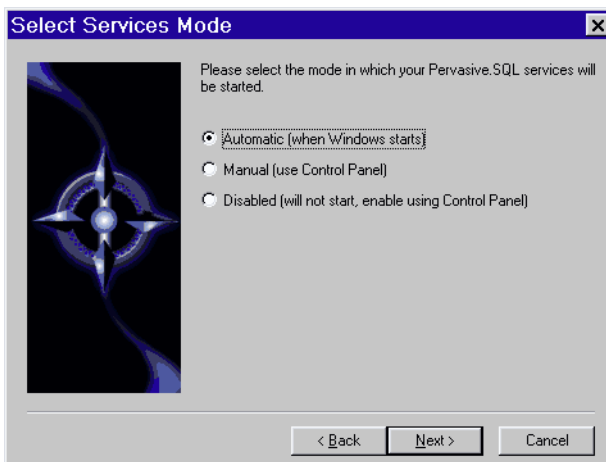 Select Services Mode
Please select the mode in which your Pervasive.SQL services will
be started.
Automatic (when Windows starts)
Manual (use Control Panel)
Disabled (will not start, enable using Control Panel)
< Back
Next >
Cancel